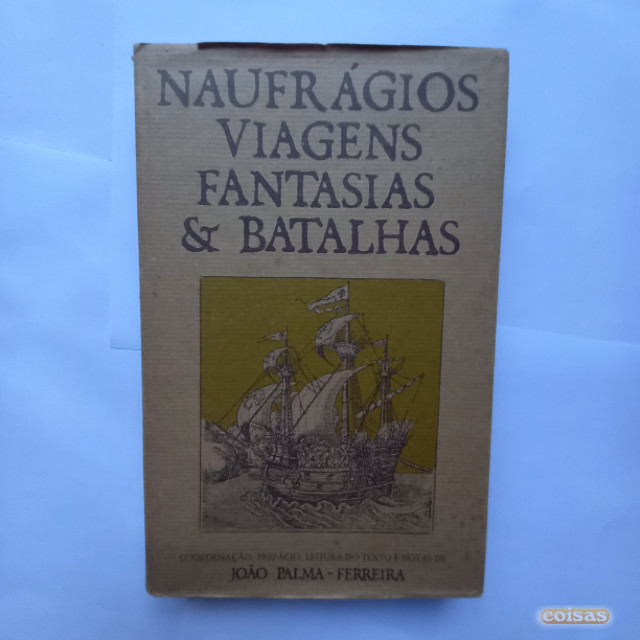 NAUFRÁGIOS
VIAGENS
FANTASIAS
& BATALHAS
COORDENAÇÃO, PREFÁCIO, LEITURA DO TEXTO E NOTAS DE
JOÃO PALMA-FERREIRA
coisas